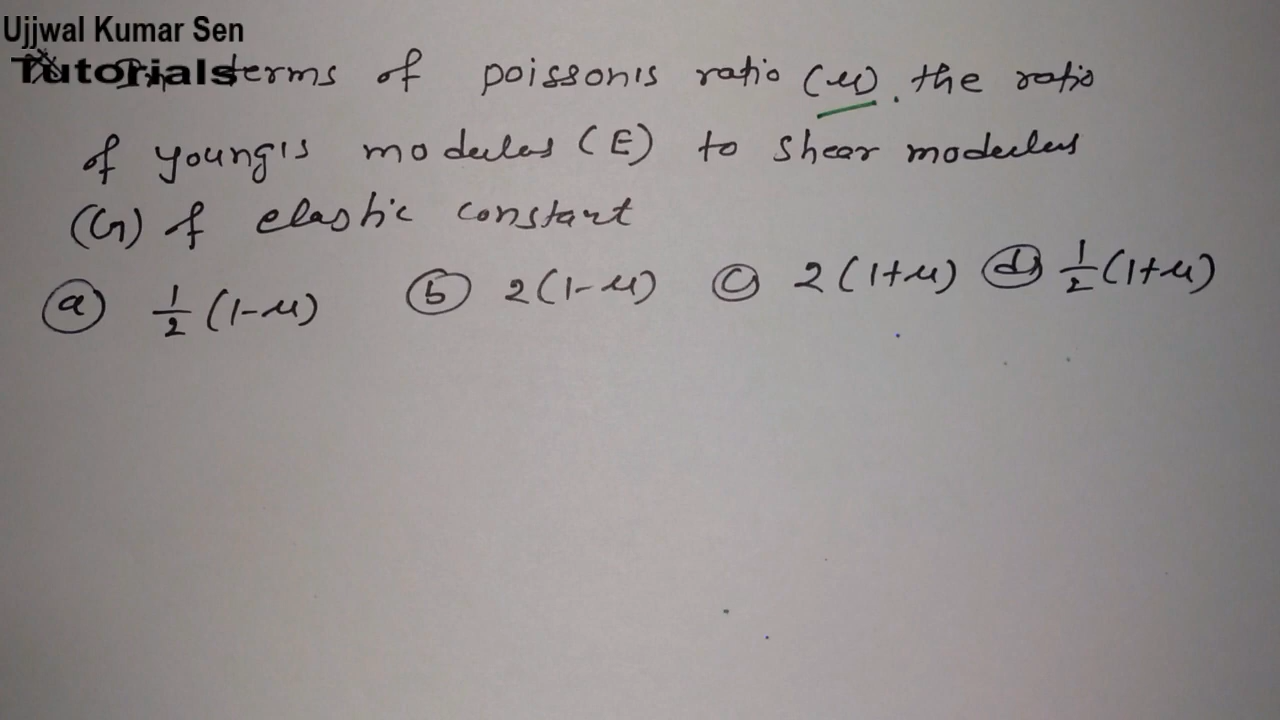 Ujjwal Kumar Sen
Tutorials
terms of poisson's ratio (μ). the ratio
of young's modulus (E) to shear modulus
(G) of elastic constant
(a) 1/2 (1-μ) (b) 2(1-μ) (c) 2(1+μ) (d) 1/2 (1+μ)